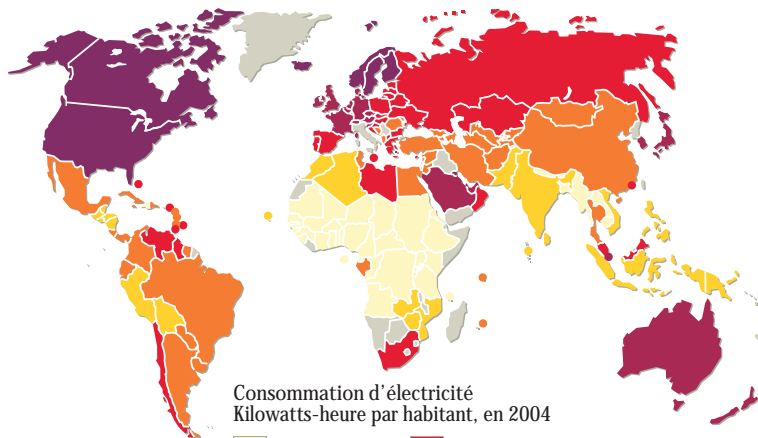 Consommation d’électricité
Kilowatts-heure par habitant, en 2004